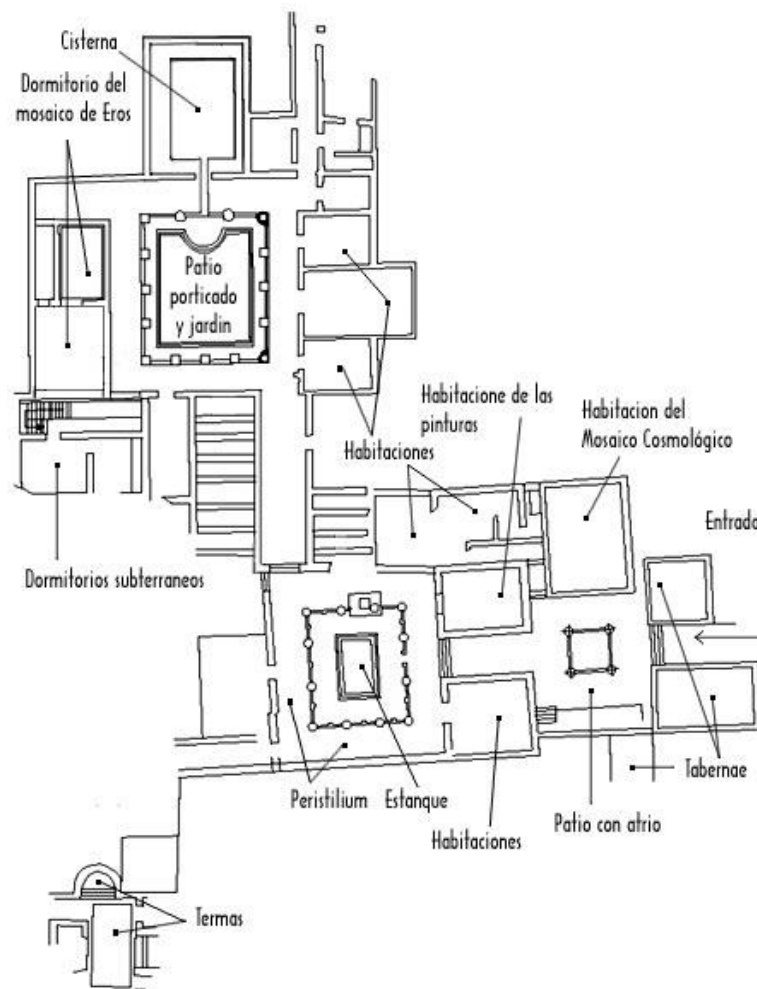 Cisterna
Dormitorio del
mosaico de Eros
Patio
porticado
y jardin
Habitaciones
Habitacione de las
pinturas
Habitacion del
Mosaico Cosmológico
Entrada
Dormitorios subterraneos
Peristilium
Estanque
Habitaciones
Patio con atrio
Tabernae
Termas